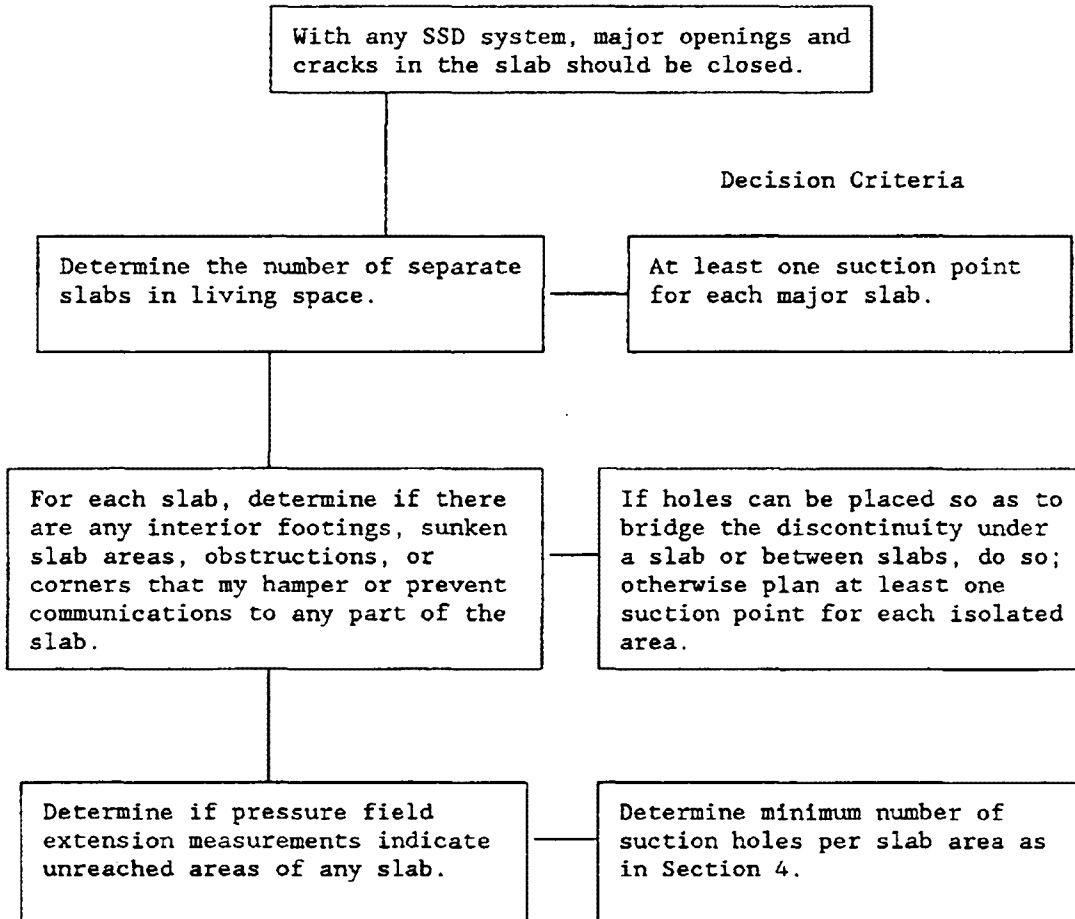 With any SSD system, major openings and
cracks in the slab should be closed.
Decision Criteria
Determine the number of separate
slabs in living space.
At least one suction point
for each major slab.
For each slab, determine if there
are any interior footings, sunken
slab areas, obstructions, or
corners that my hamper or prevent
communications to any part of the
slab.
If holes can be placed so as to
bridge the discontinuity under
a slab or between slabs, do so;
otherwise plan at least one
suction point for each isolated
area.
Determine if pressure field
extension measurements indicate
unreached areas of any slab.
Determine minimum number of
suction holes per slab area as
in Section 4.